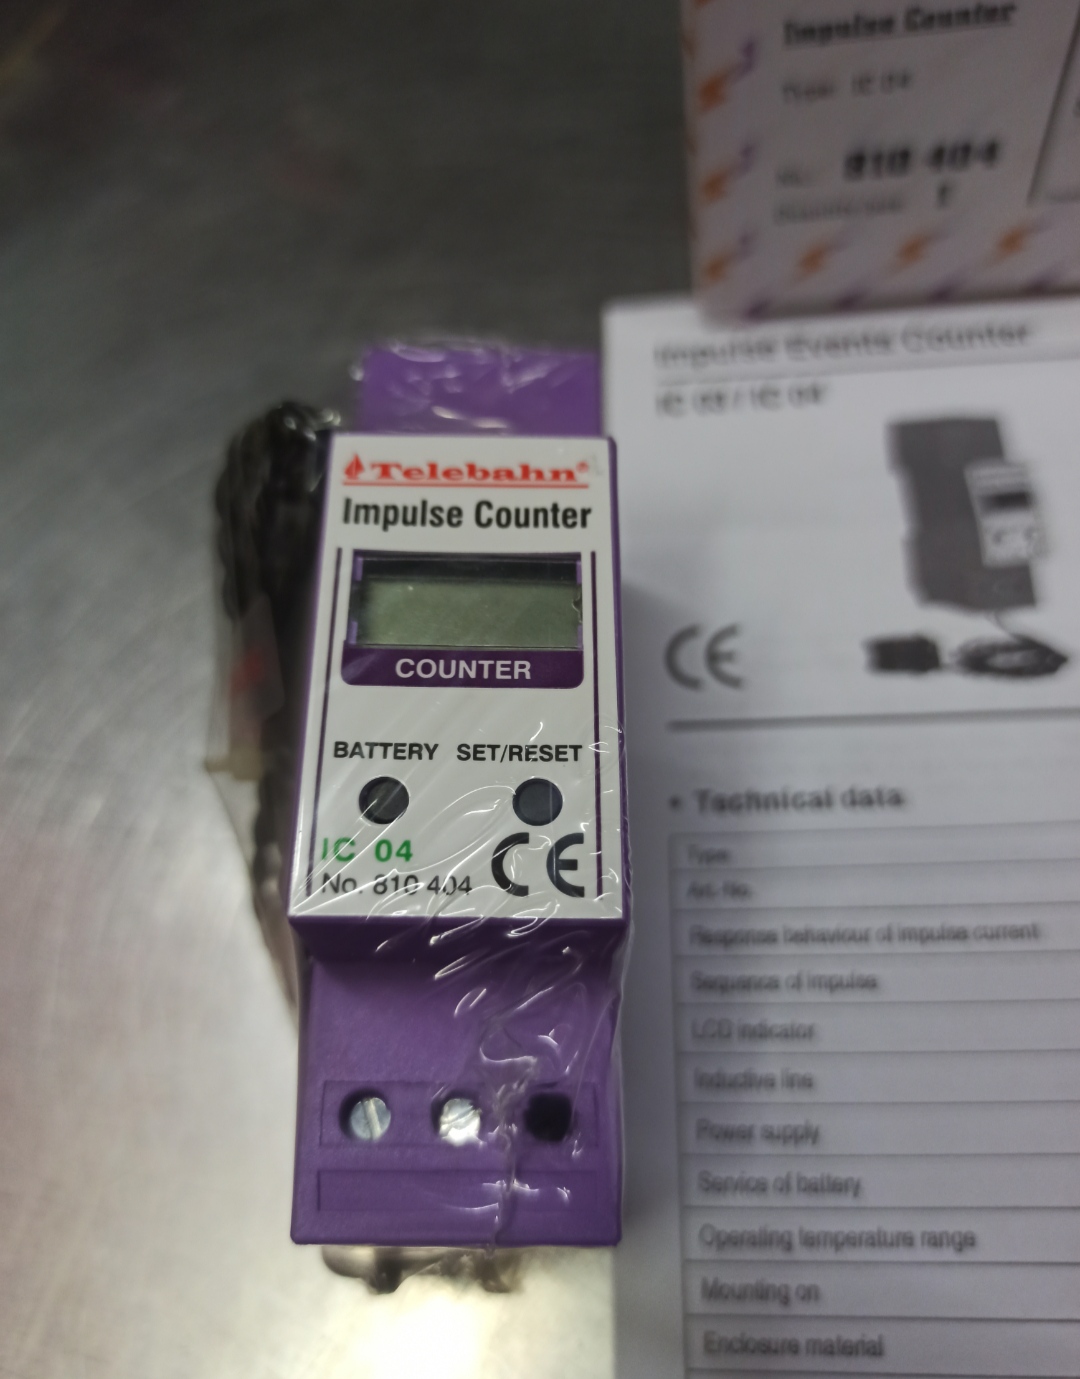 Impulse Counter
Type: IC 04
810 404
Impulse Events Counter
IC 03 / IC 04
Telebahn®
Impulse Counter
COUNTER
BATTERY SET/RESET
IC 04
No. 810 404
CE
CE
• Technical data
Type
Art.-No.
Response behaviour of impulse current
Sequence of impulse
LCD indicator
Inductive line
Power supply
Service of battery
Operating temperature range
Mounting on
Enclosure material